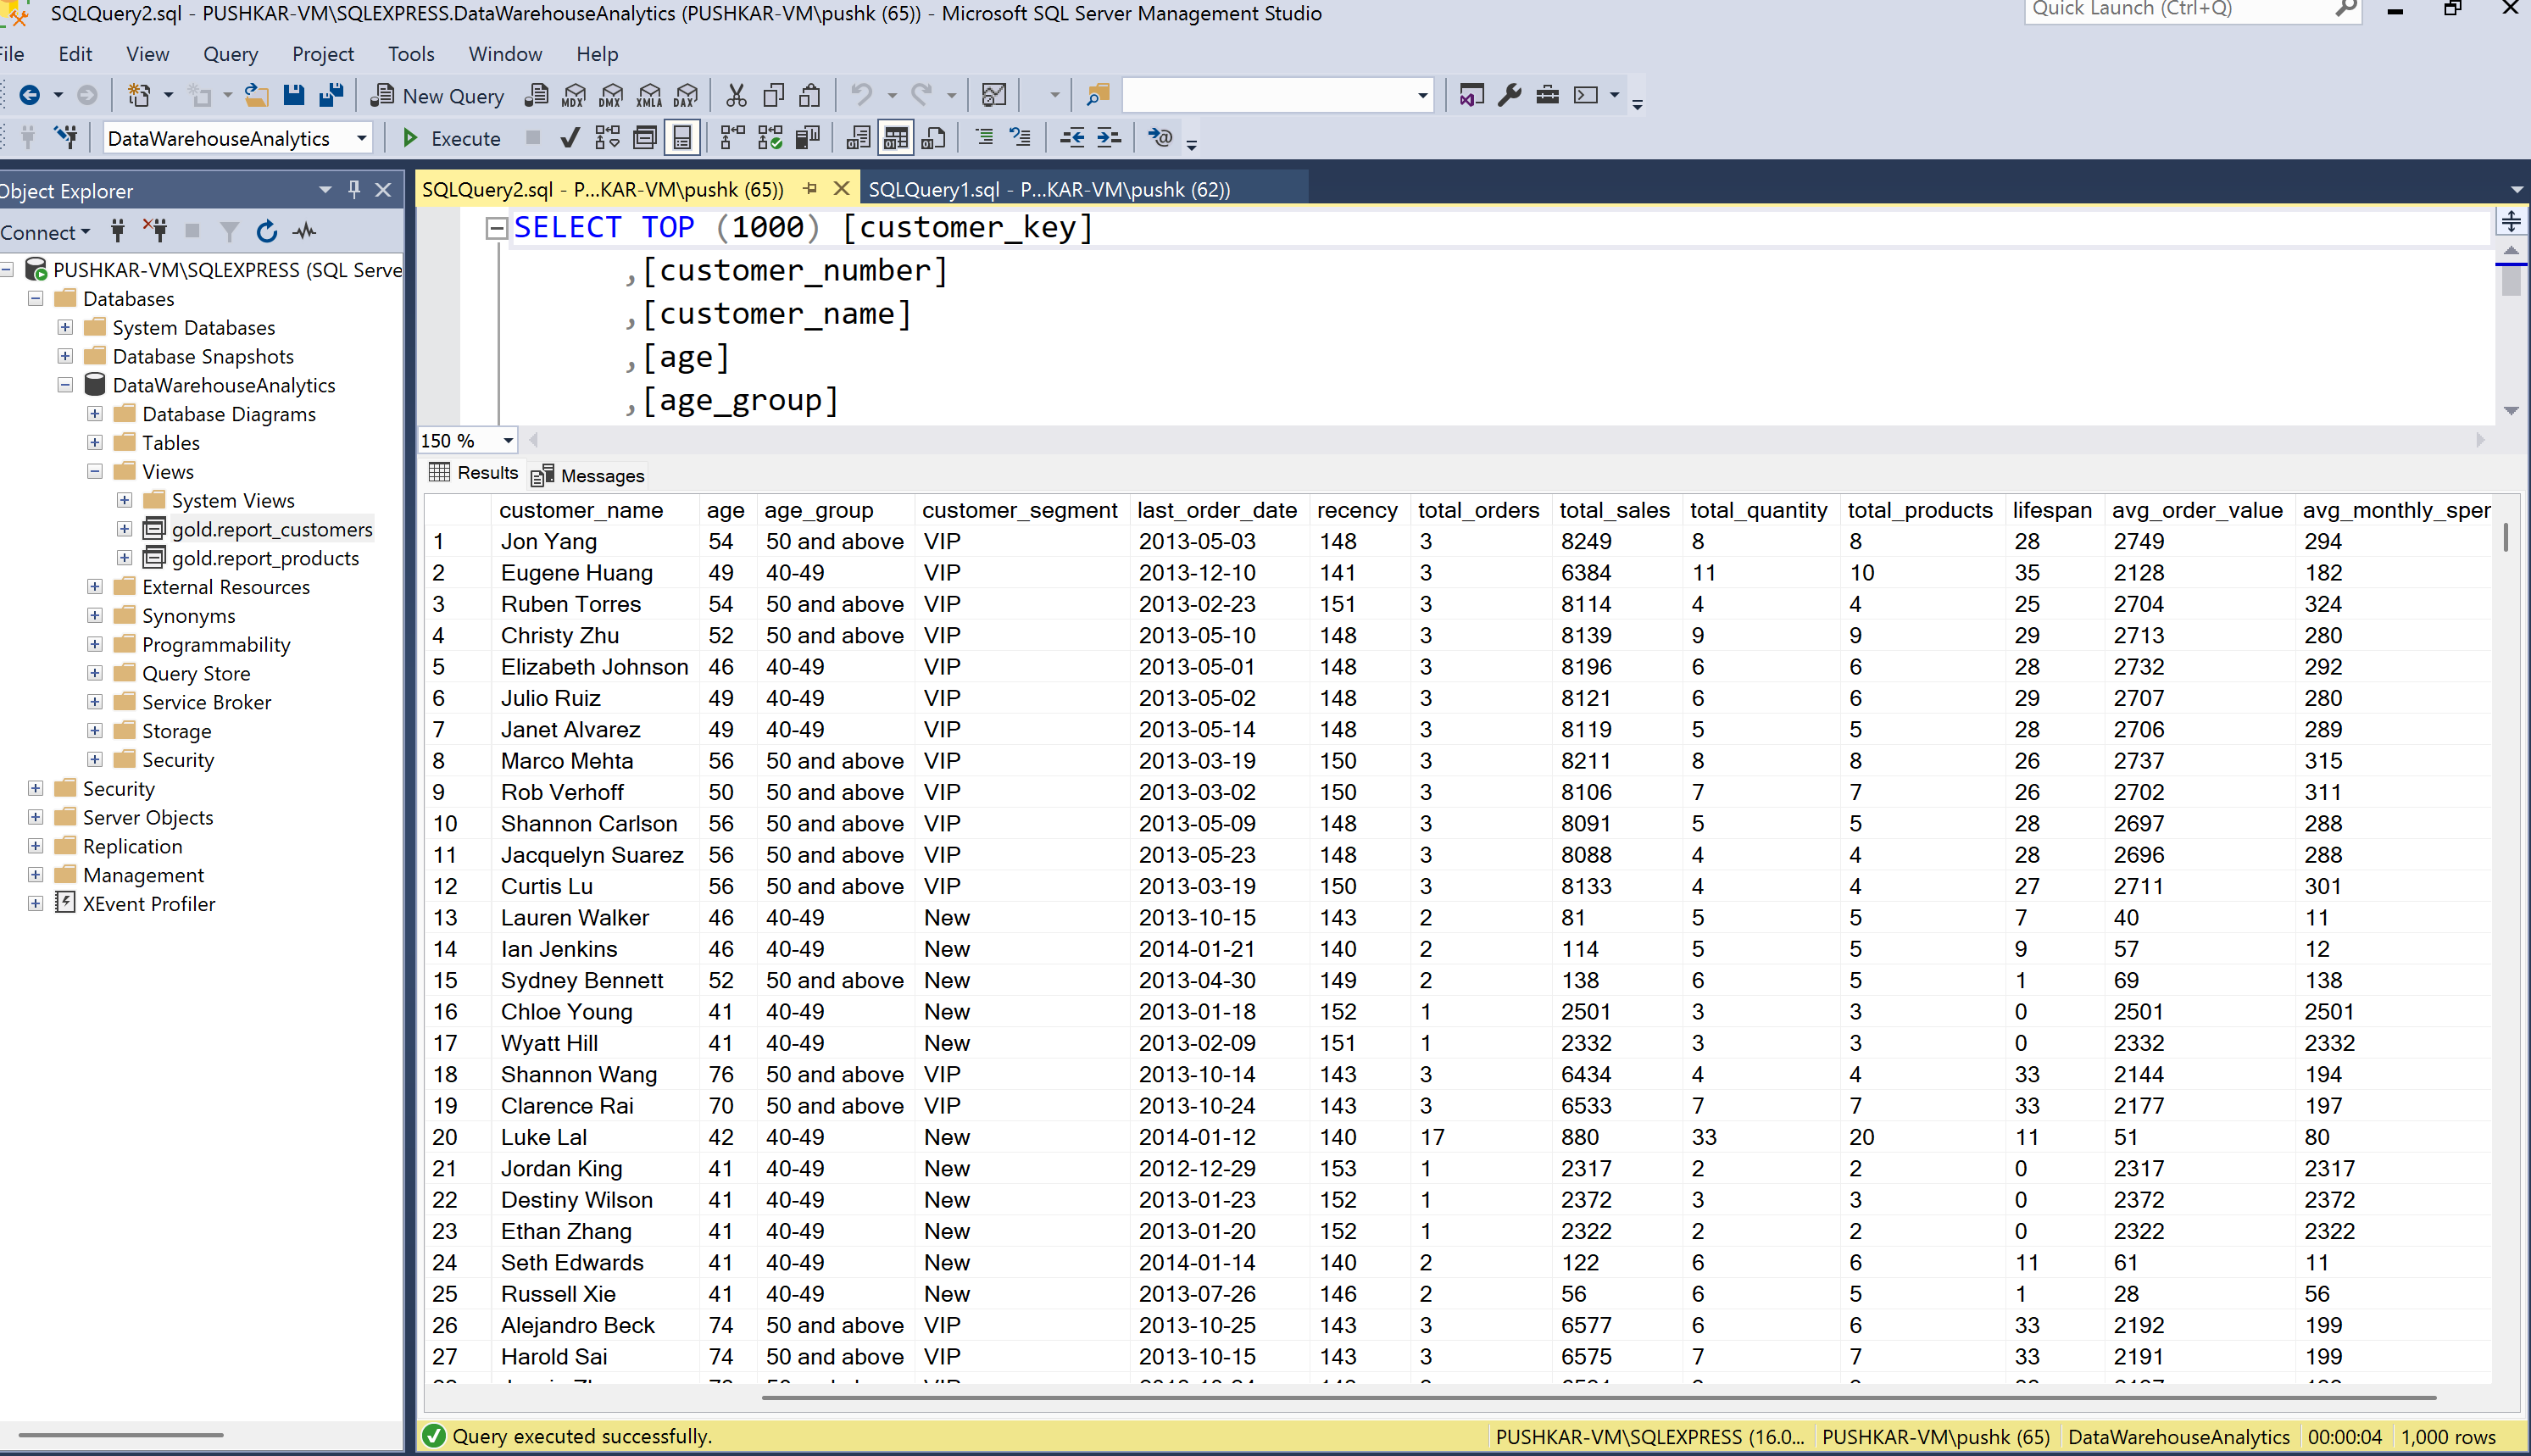 SQLQuery2.sql - PUSHKAR-VM\SQLEXPRESS.DataWarehouseAnalytics (PUSHKAR-VM\pushk (65)) - Microsoft SQL Server Management Studio
Quick Launch (Ctrl+Q)
File Edit View Query Project Tools Window Help
New Query MDX DMX XMLA DAX
DataWarehouseAnalytics Execute
Object Explorer
Connect
PUSHKAR-VM\SQLEXPRESS (SQL Serve
Databases
System Databases
Database Snapshots
DataWarehouseAnalytics
Database Diagrams
Tables
Views
System Views
gold.report_customers
gold.report_products
External Resources
Synonyms
Programmability
Query Store
Service Broker
Storage
Security
Security
Server Objects
Replication
Management
XEvent Profiler
SQLQuery2.sql - P...KAR-VM\pushk (65)) SQLQuery1.sql - P...KAR-VM\pushk (62))
SELECT TOP (1000) [customer_key]
,[customer_number]
,[customer_name]
,[age]
,[age_group]
150 %
Results Messages
customer_name age age_group customer_segment last_order_date recency total_orders total_sales total_quantity total_products lifespan avg_order_value avg_monthly_sper
1 Jon Yang 54 50 and above VIP 2013-05-03 148 3 8249 8 8 28 2749 294
2 Eugene Huang 49 40-49 VIP 2013-12-10 141 3 6384 11 10 35 2128 182
3 Ruben Torres 54 50 and above VIP 2013-02-23 151 3 8114 4 4 25 2704 324
4 Christy Zhu 52 50 and above VIP 2013-05-10 148 3 8139 9 9 29 2713 280
5 Elizabeth Johnson 46 40-49 VIP 2013-05-01 148 3 8196 6 6 28 2732 292
6 Julio Ruiz 49 40-49 VIP 2013-05-02 148 3 8121 6 6 29 2707 280
7 Janet Alvarez 49 40-49 VIP 2013-05-14 148 3 8119 5 5 28 2706 289
8 Marco Mehta 56 50 and above VIP 2013-03-19 150 3 8211 8 8 26 2737 315
9 Rob Verhoff 50 50 and above VIP 2013-03-02 150 3 8106 7 7 26 2702 311
10 Shannon Carlson 56 50 and above VIP 2013-05-09 148 3 8091 5 5 28 2697 288
11 Jacquelyn Suarez 56 50 and above VIP 2013-05-23 148 3 8088 4 4 28 2696 288
12 Curtis Lu 56 50 and above VIP 2013-03-19 150 3 8133 4 4 27 2711 301
13 Lauren Walker 46 40-49 New 2013-10-15 143 2 81 5 5 7 40 11
14 Ian Jenkins 46 40-49 New 2014-01-21 140 2 114 5 5 9 57 12
15 Sydney Bennett 52 50 and above New 2013-04-30 149 2 138 6 5 1 69 138
16 Chloe Young 41 40-49 New 2013-01-18 152 1 2501 3 3 0 2501 2501
17 Wyatt Hill 41 40-49 New 2013-02-09 151 1 2332 3 3 0 2332 2332
18 Shannon Wang 76 50 and above VIP 2013-10-14 143 3 6434 4 4 33 2144 194
19 Clarence Rai 70 50 and above VIP 2013-10-24 143 3 6533 7 7 33 2177 197
20 Luke Lal 42 40-49 New 2014-01-12 140 17 880 33 20 11 51 80
21 Jordan King 41 40-49 New 2012-12-29 153 1 2317 2 2 0 2317 2317
22 Destiny Wilson 41 40-49 New 2013-01-23 152 1 2372 3 3 0 2372 2372
23 Ethan Zhang 41 40-49 New 2013-01-20 152 1 2322 2 2 0 2322 2322
24 Seth Edwards 41 40-49 New 2014-01-14 140 2 122 6 6 11 61 11
25 Russell Xie 41 40-49 New 2013-07-26 146 2 56 6 5 1 28 56
26 Alejandro Beck 74 50 and above VIP 2013-10-25 143 3 6577 6 6 33 2192 199
27 Harold Sai 74 50 and above VIP 2013-10-15 143 3 6575 7 7 33 2191 199
Query executed successfully. PUSHKAR-VM\SQLEXPRESS (16.0... PUSHKAR-VM\pushk (65) DataWarehouseAnalytics 00:00:04 1,000 rows